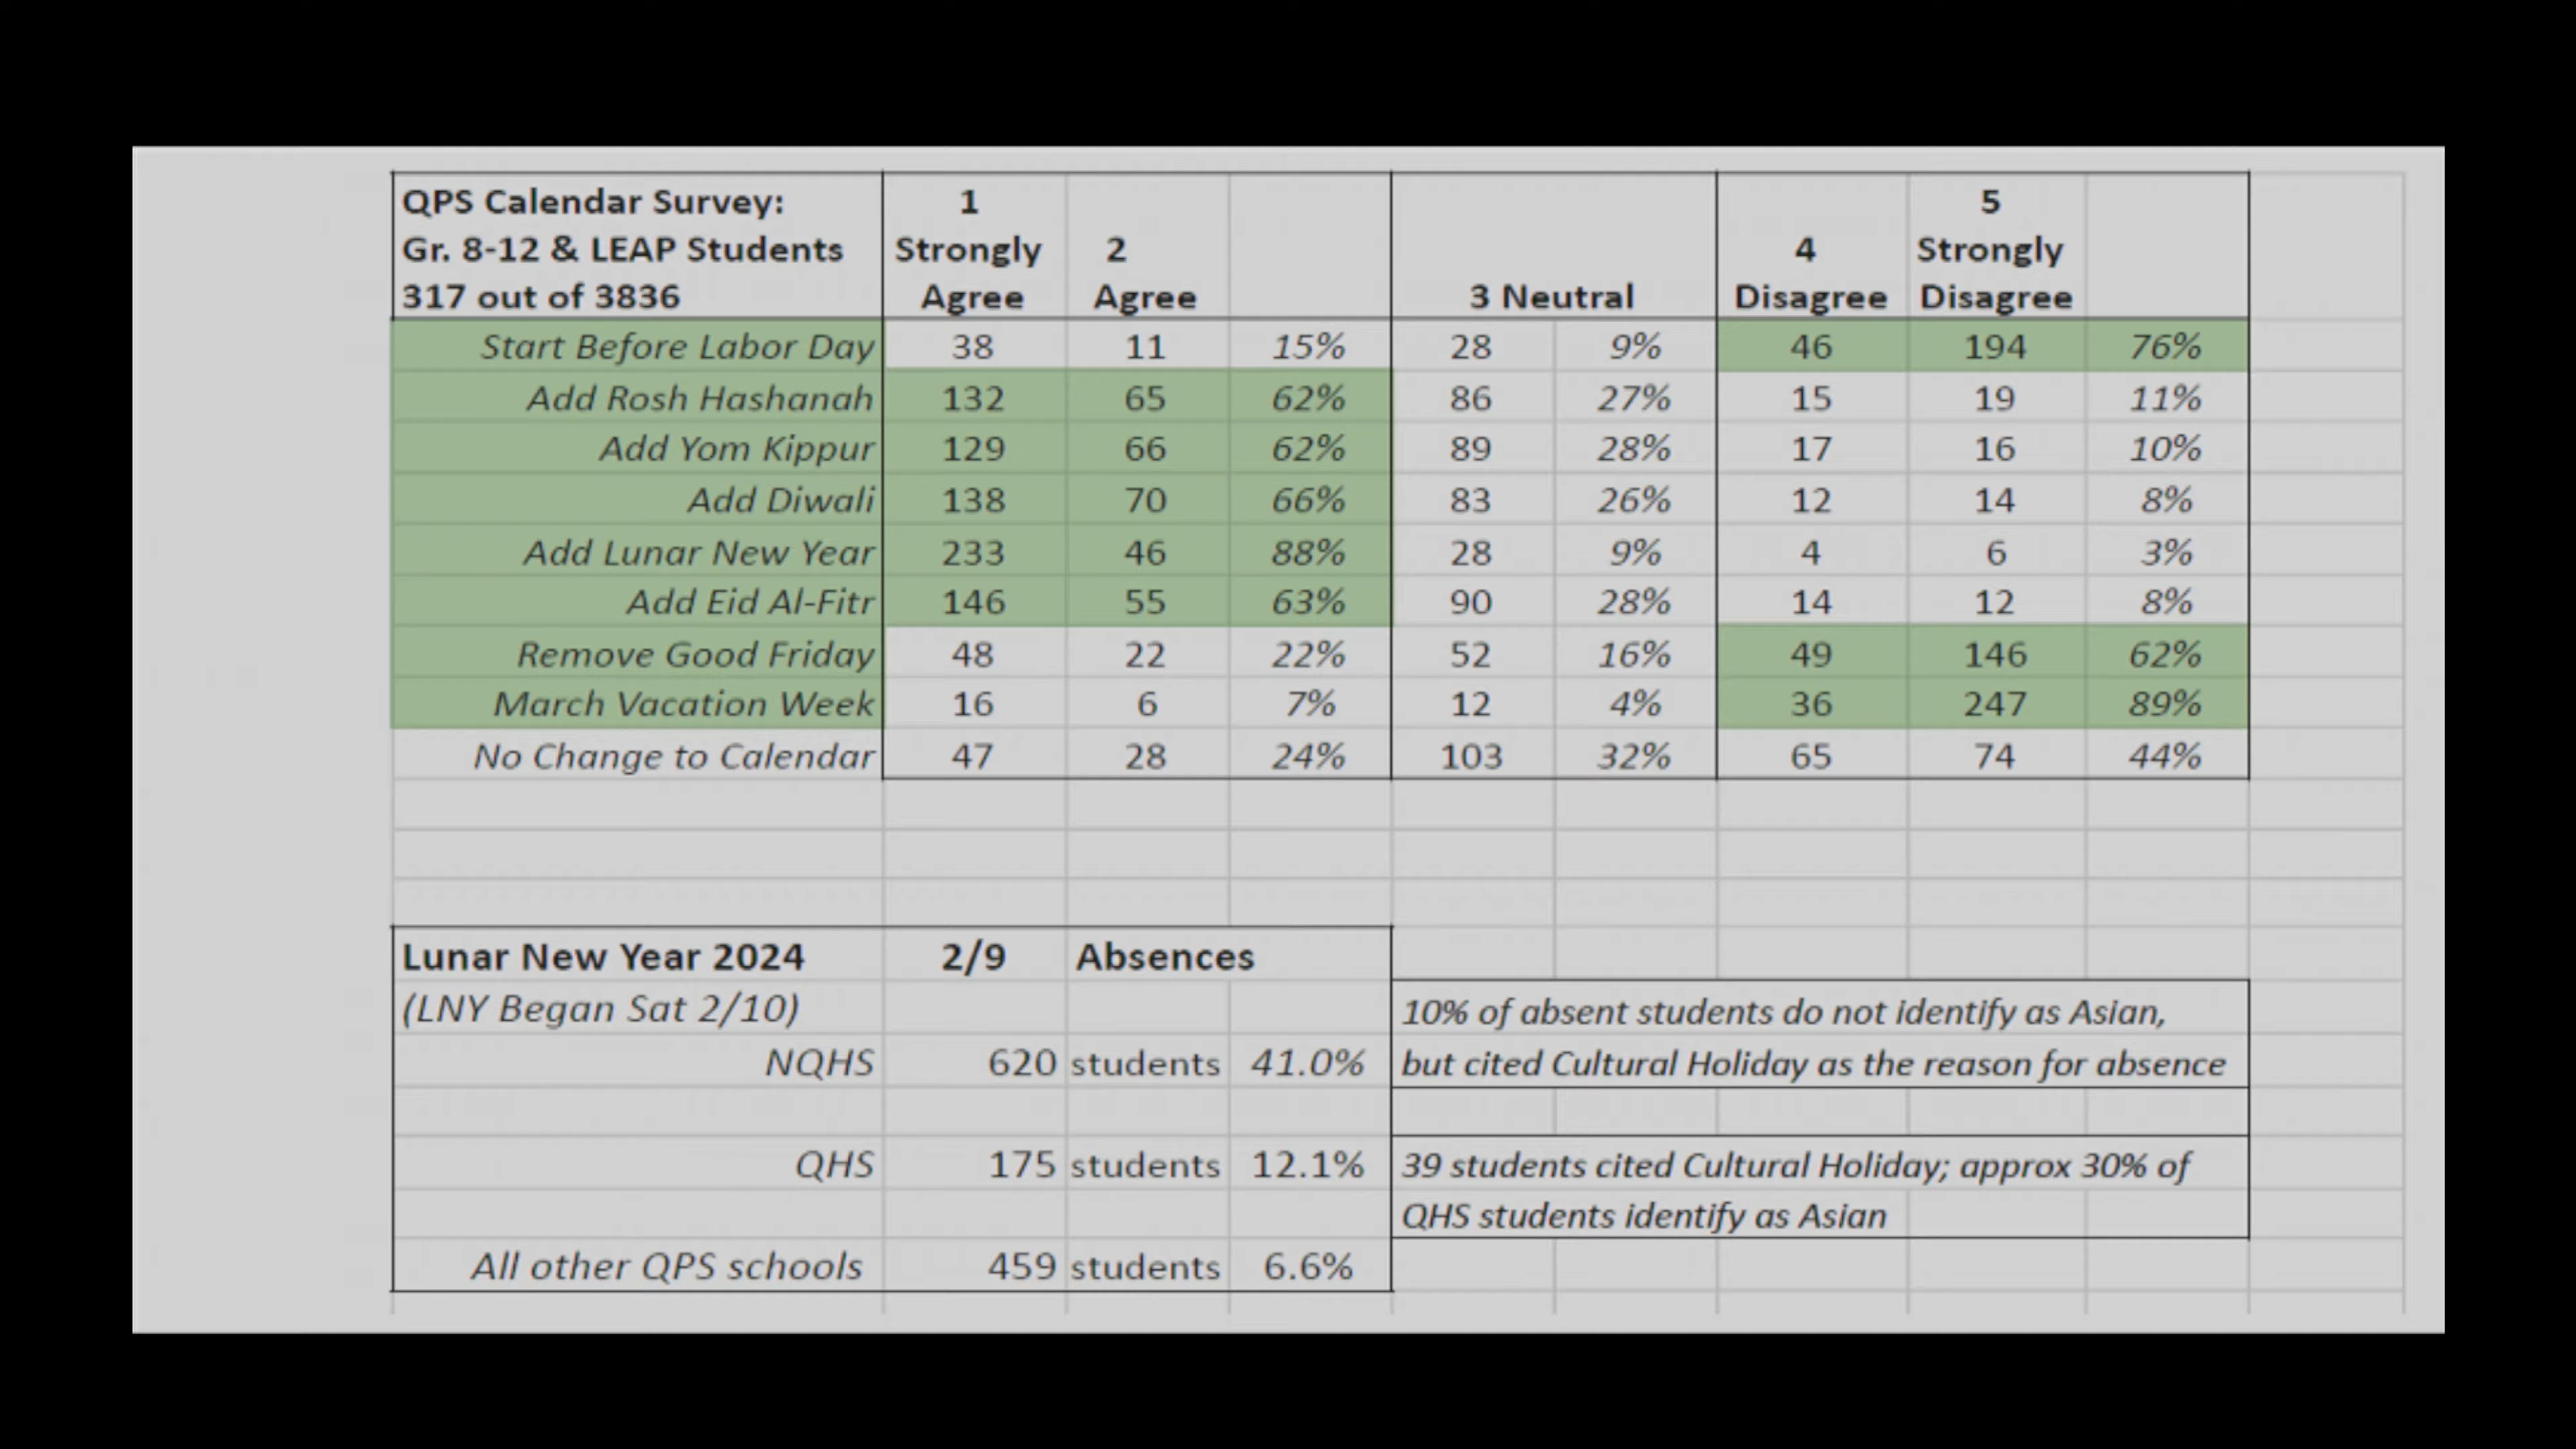 QPS Calendar Survey:
Gr. 8-12 & LEAP Students
317 out of 3836
1
Strongly
Agree
2
Agree
3 Neutral
4
Disagree
5
Strongly
Disagree
Start Before Labor Day 38 11 15% 28 9% 46 194 76%
Add Rosh Hashanah 132 65 62% 86 27% 15 19 11%
Add Yom Kippur 129 66 62% 89 28% 17 16 10%
Add Diwali 138 70 66% 83 26% 12 14 8%
Add Lunar New Year 233 46 88% 28 9% 4 6 3%
Add Eid Al-Fitr 146 55 63% 90 28% 14 12 8%
Remove Good Friday 48 22 22% 52 16% 49 146 62%
March Vacation Week 16 6 7% 12 4% 36 247 89%
No Change to Calendar 47 28 24% 103 32% 65 74 44%
Lunar New Year 2024 2/9 Absences
(LNY Began Sat 2/10)
NQHS 620 students 41.0%
10% of absent students do not identify as Asian,
but cited Cultural Holiday as the reason for absence
QHS 175 students 12.1%
39 students cited Cultural Holiday; approx 30% of
QHS students identify as Asian
All other QPS schools 459 students 6.6%